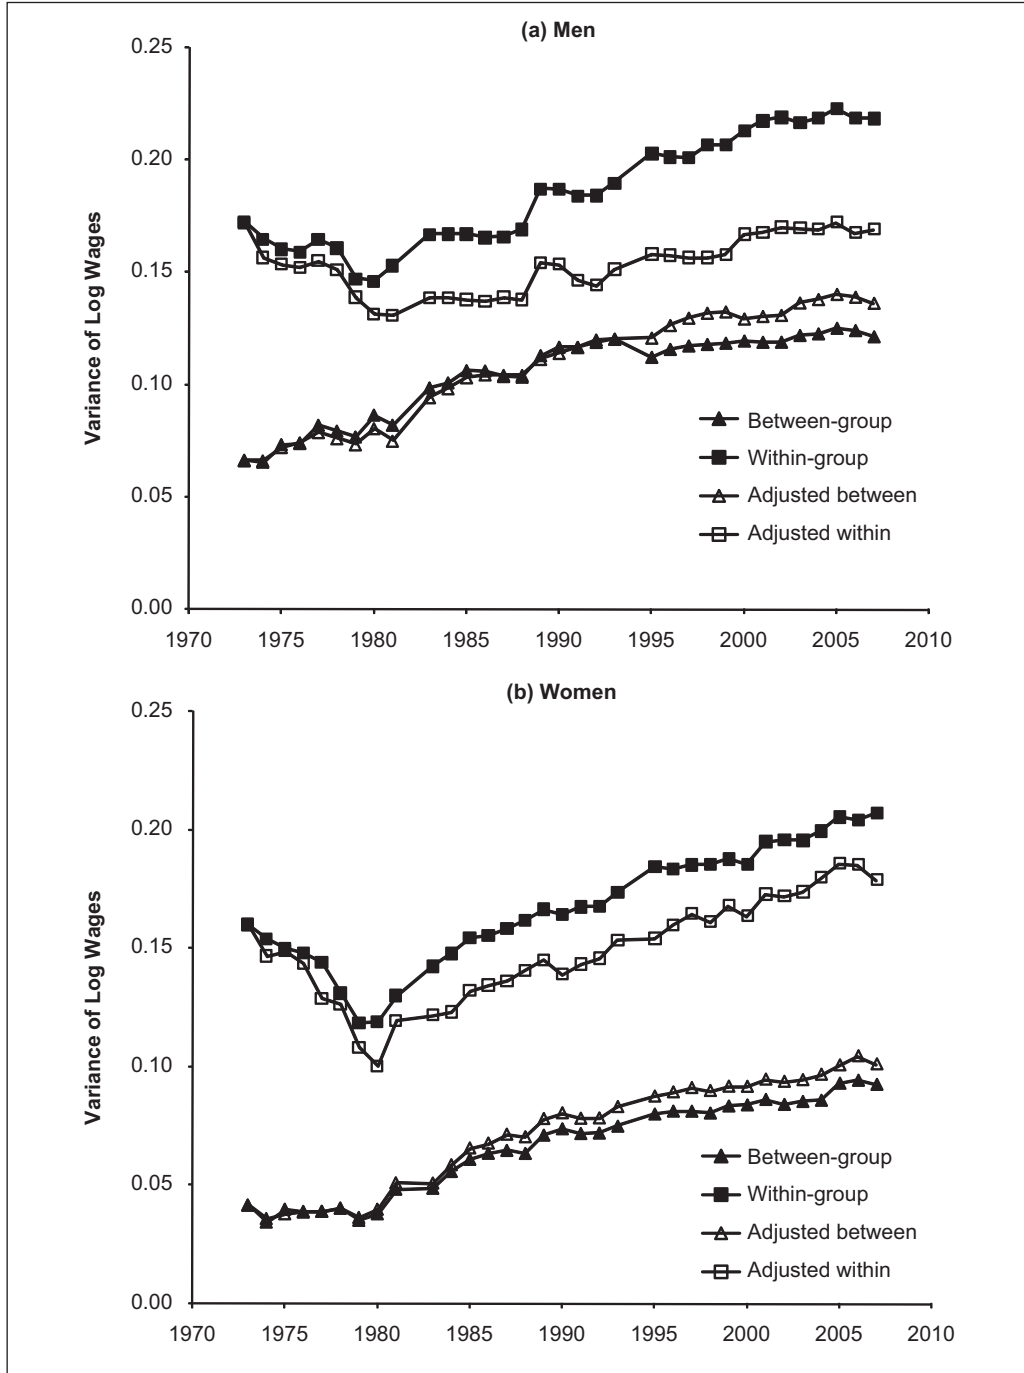 (a) Men
0.25
0.20
0.15
0.10
0.05
0.00
Variance of Log Wages
Between-group
Within-group
Adjusted between
Adjusted within
1970 1975 1980 1985 1990 1995 2000 2005 2010
(b) Women
0.25
0.20
0.15
0.10
0.05
0.00
Variance of Log Wages
Between-group
Within-group
Adjusted between
Adjusted within
1970 1975 1980 1985 1990 1995 2000 2005 2010